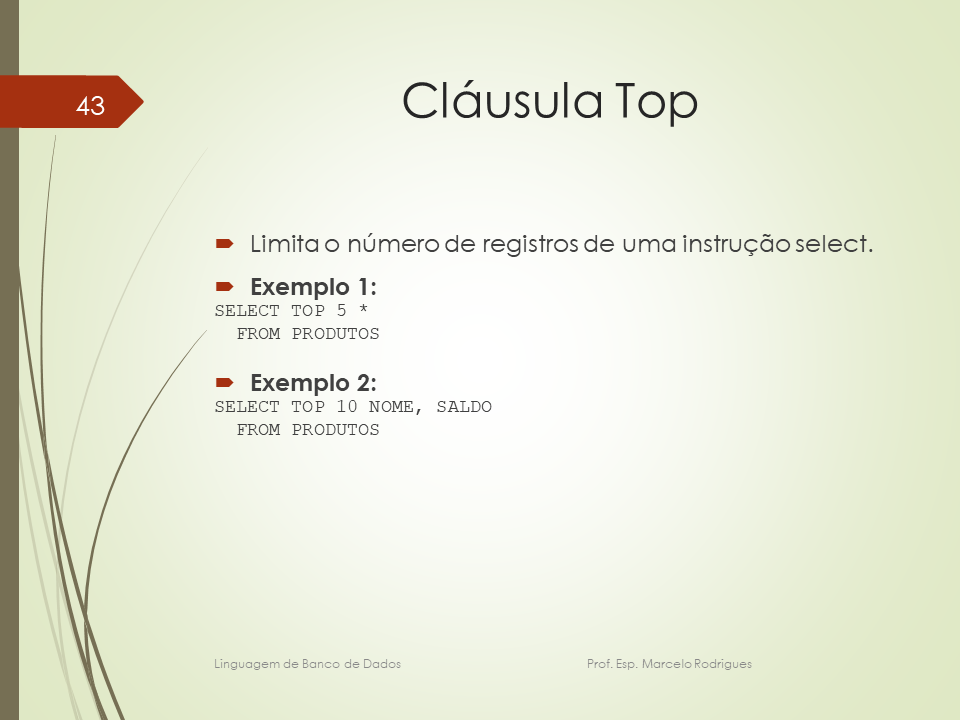 43
Cláusula Top
Limita o número de registros de uma instrução select.
Exemplo 1:
SELECT TOP 5 *
FROM PRODUTOS
Exemplo 2:
SELECT TOP 10 NOME, SALDO
FROM PRODUTOS
Linguagem de Banco de Dados Prof. Esp. Marcelo Rodrigues